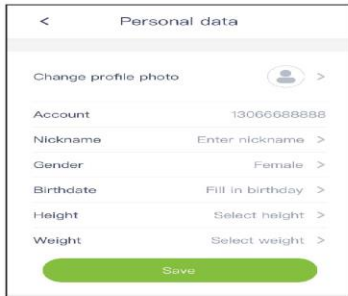 < Personal data
Change profile photo >
Account 13066688888
Nickname Enter nickname >
Gender Female >
Birthdate Fill in birthday >
Height Select height >
Weight Select weight >
Save